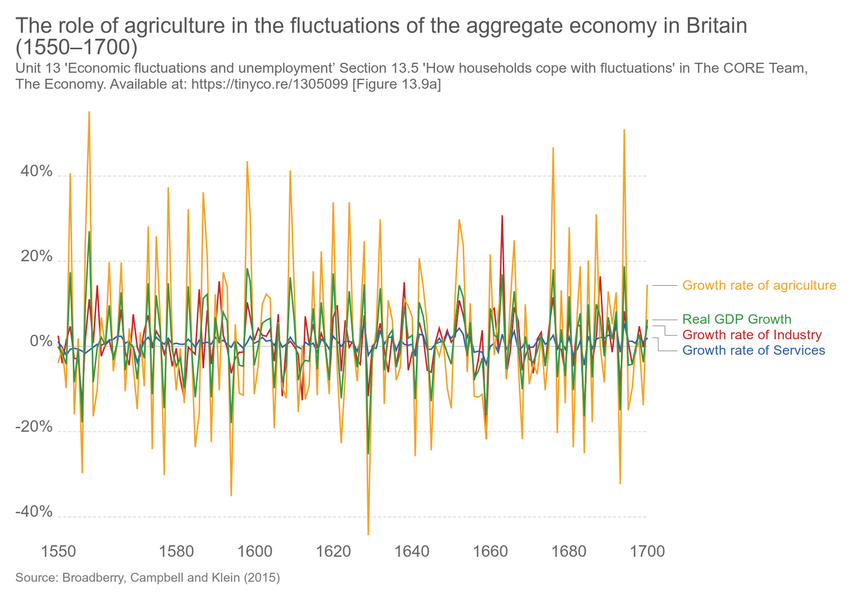 The role of agriculture in the fluctuations of the aggregate economy in Britain
(1550–1700)
Unit 13 'Economic fluctuations and unemployment’ Section 13.5 'How households cope with fluctuations' in The CORE Team,
The Economy. Available at: https://tinyco.re/1305099 [Figure 13.9a]
40%
20%
0%
-20%
-40%
Growth rate of agriculture
Real GDP Growth
Growth rate of Industry
Growth rate of Services
1550
1580
1600
1620
1640
1660
1680
1700
Source: Broadberry, Campbell and Klein (2015)